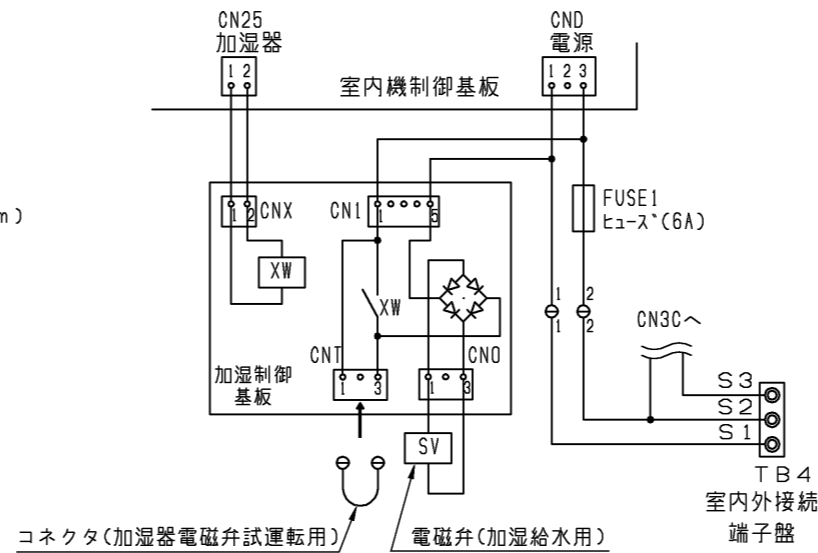 CN25
加湿器
1 2
CND
電源
1 2 3
室内機制御基板
m)
1 2
CNX
CN1
1 5
FUSE1
ヒューズ(6A)
XW
XW
1 2
1 2
CN3Cへ
CNT
1 3
CNO
1 3
加湿制御
基板
S3
S2
S1
SV
TB4
室内外接続
端子盤
コネクタ(加湿器電磁弁試運転用)
電磁弁(加湿給水用)